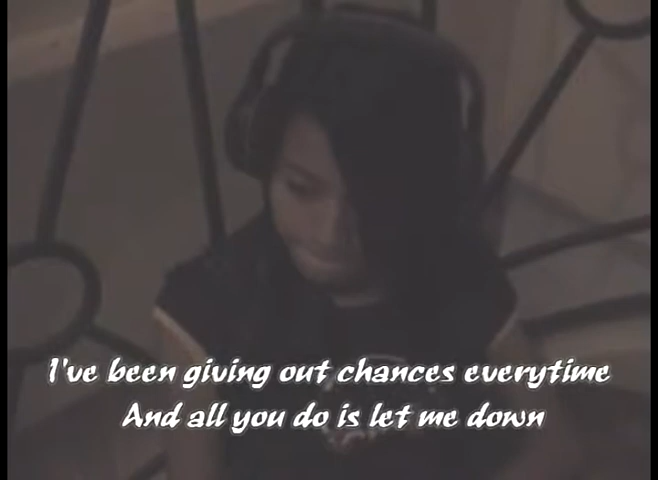 I've been giving out chances everytime
And all you do is let me down